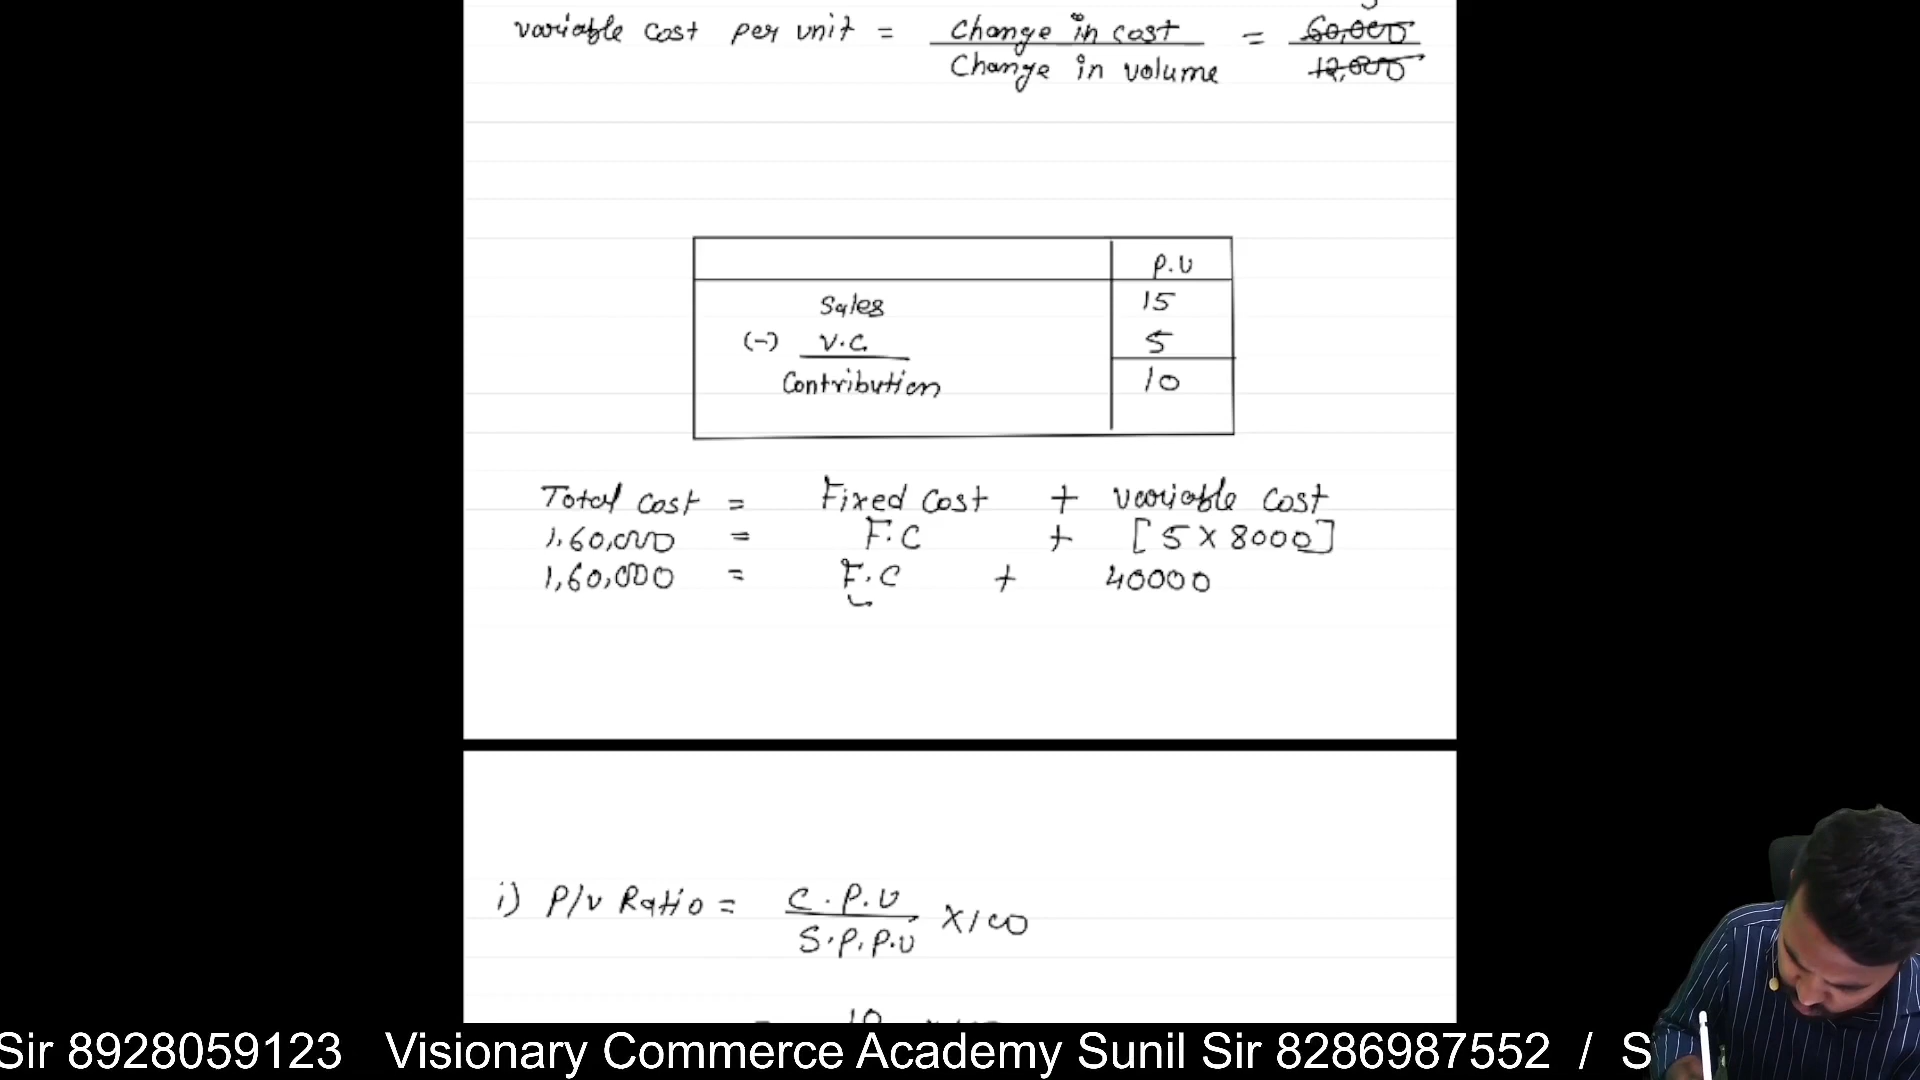 variable cost per unit = Change in cost / Change in volume = 60,000 / 12,000
P.U
Sales 15
(-) V.C. 5
Contribution 10
Total cost = Fixed cost + variable cost
1,60,000 = F.C + [5 X 8000]
1,60,000 = F.C + 40000
i) P/V Ratio = C.P.U / S.P.P.U X100
= 10
Sir 8928059123 Visionary Commerce Academy Sunil Sir 8286987552 / S